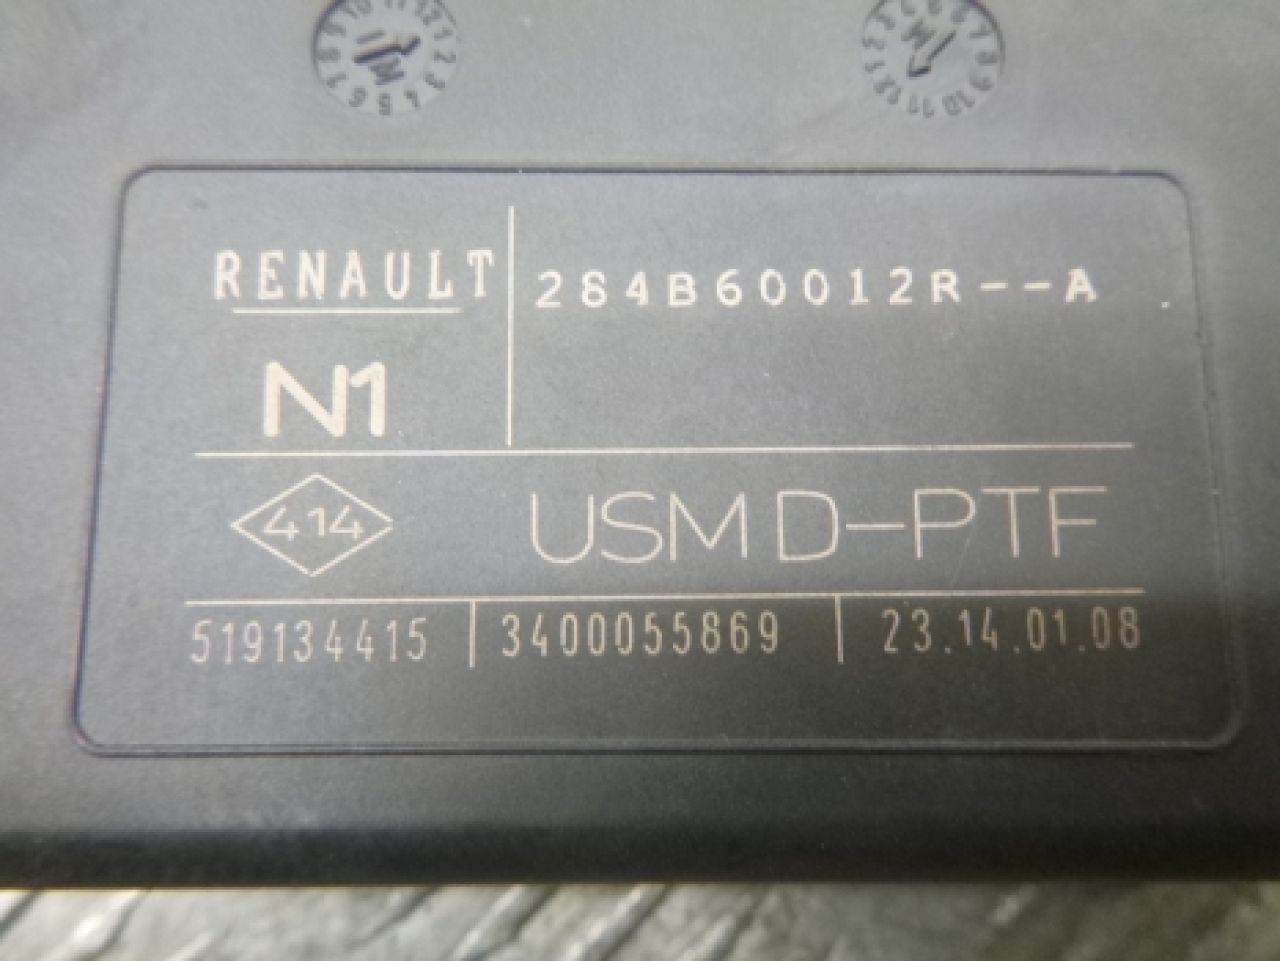 RENAULT
284B60012R--A
N1
414
USM D-PTF
519134415
3400055869
23.14.01.08